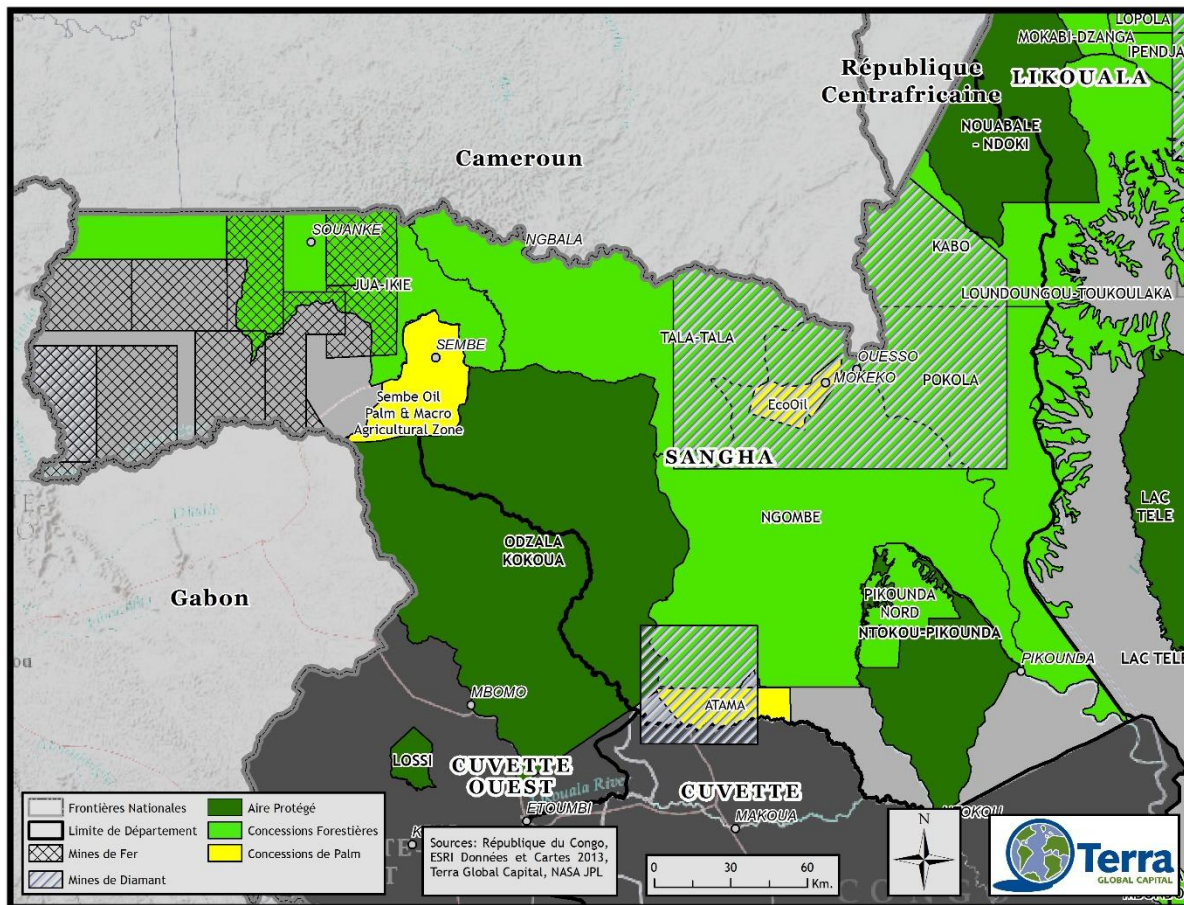 LOPOLA
MOKABI-DZANGA
IPENDJA
République
Centrafricaine
LIKOUALA
NOUABALE
- NDOKI
Cameroun
SOUANKE
NGBALA
KABO
JUA-IKIE
LOUNDOUNGOU-TOUKOULAKA
TALA-TALA
OUESSO
SEMBE
MOKEKO
POKOLA
Sembe Oil
Palm & Macro
Agricultural Zone
EcoOil
SANGHA
LAC
TELE
NGOMBE
ODZALA
KOKOUA
Gabon
PIKOUNDA
NORD
NTOKOU-PIKOUNDA
PIKOUNDA
LAC TELE
MBOMO
ATAMA
LOSSI
CUVETTE
OUEST
CUVETTE
ETOUMBI
MAKOUA
Frontières Nationales
Limite de Département
Mines de Fer
Mines de Diamant
Aire Protégé
Concessions Forestières
Concessions de Palm
Sources: République du Congo,
ESRI Données et Cartes 2013,
Terra Global Capital, NASA JPL
0 30 60
Km.
N
Terra
GLOBAL CAPITAL